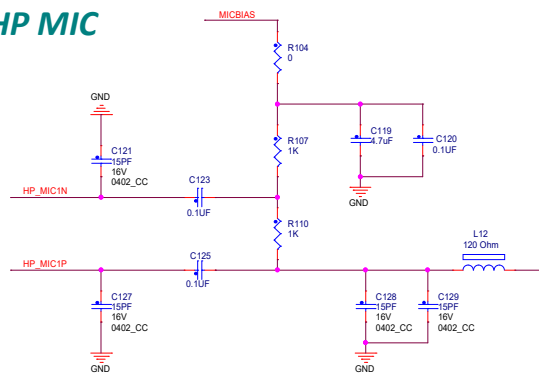 HP MIC
MICBIAS
R104
0
GND
C121
15PF
16V
0402_CC
R107
1K
C119
4.7uF
C120
0.1UF
C123
0.1UF
HP_MIC1N
GND
R110
1K
L12
120 Ohm
C125
0.1UF
HP_MIC1P
C127
15PF
16V
0402_CC
C128
15PF
16V
0402_CC
C129
15PF
16V
0402_CC
GND
GND